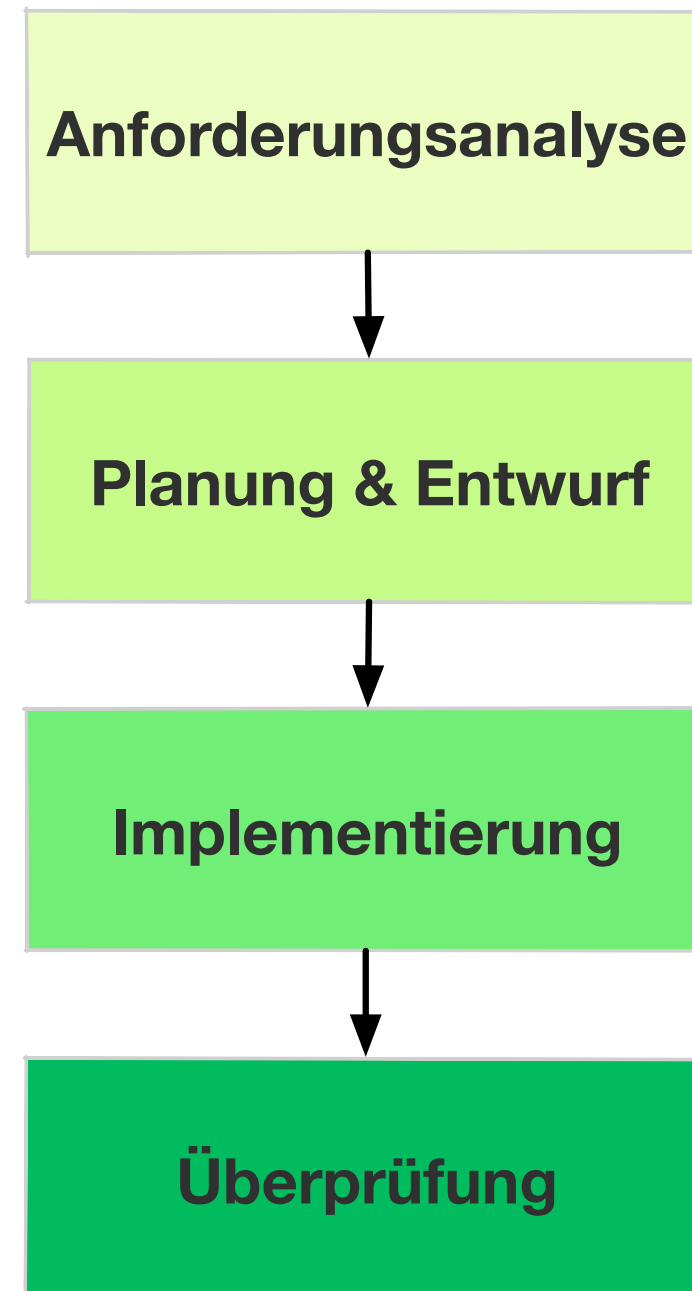 Anforderungsanalyse
Planung & Entwurf
Implementierung
Überprüfung